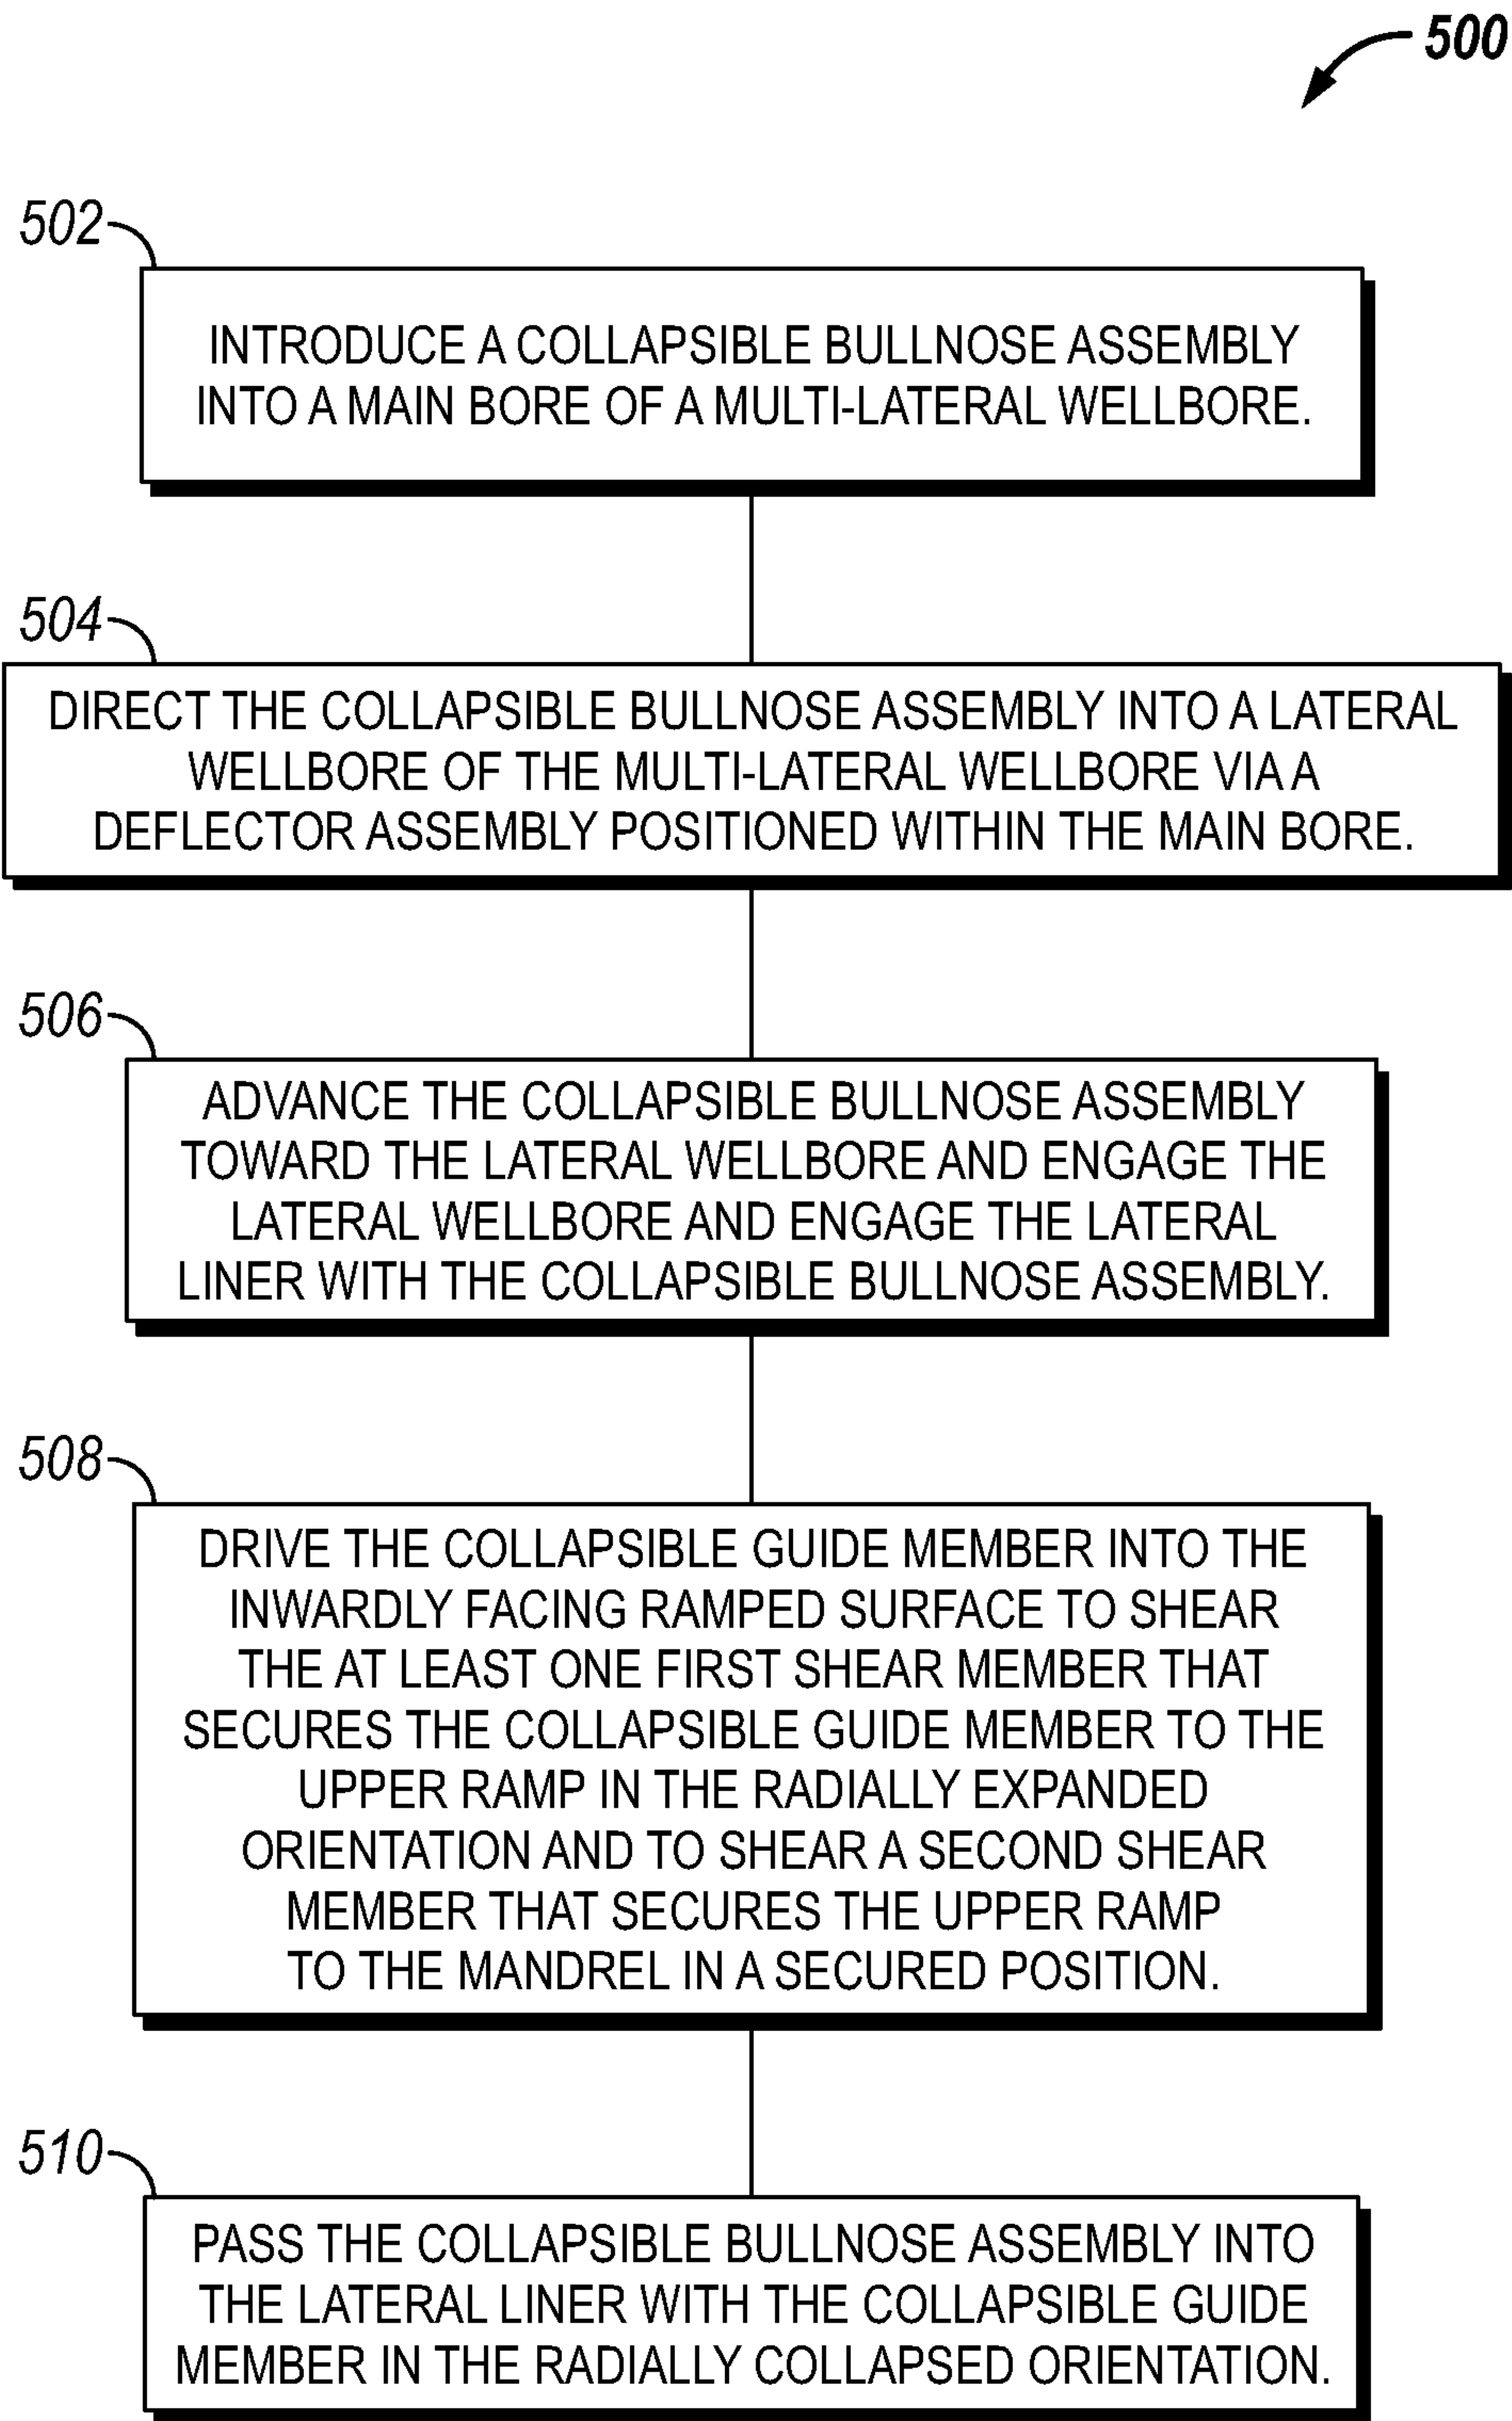 500
502
INTRODUCE A COLLAPSIBLE BULLNOSE ASSEMBLY
INTO A MAIN BORE OF A MULTI-LATERAL WELLBORE.
504
DIRECT THE COLLAPSIBLE BULLNOSE ASSEMBLY INTO A LATERAL
WELLBORE OF THE MULTI-LATERAL WELLBORE VIA A
DEFLECTOR ASSEMBLY POSITIONED WITHIN THE MAIN BORE.
506
ADVANCE THE COLLAPSIBLE BULLNOSE ASSEMBLY
TOWARD THE LATERAL WELLBORE AND ENGAGE THE
LATERAL WELLBORE AND ENGAGE THE LATERAL
LINER WITH THE COLLAPSIBLE BULLNOSE ASSEMBLY.
508
DRIVE THE COLLAPSIBLE GUIDE MEMBER INTO THE
INWARDLY FACING RAMPED SURFACE TO SHEAR
THE AT LEAST ONE FIRST SHEAR MEMBER THAT
SECURES THE COLLAPSIBLE GUIDE MEMBER TO THE
UPPER RAMP IN THE RADIALLY EXPANDED
ORIENTATION AND TO SHEAR A SECOND SHEAR
MEMBER THAT SECURES THE UPPER RAMP
TO THE MANDREL IN A SECURED POSITION.
510
PASS THE COLLAPSIBLE BULLNOSE ASSEMBLY INTO
THE LATERAL LINER WITH THE COLLAPSIBLE GUIDE
MEMBER IN THE RADIALLY COLLAPSED ORIENTATION.